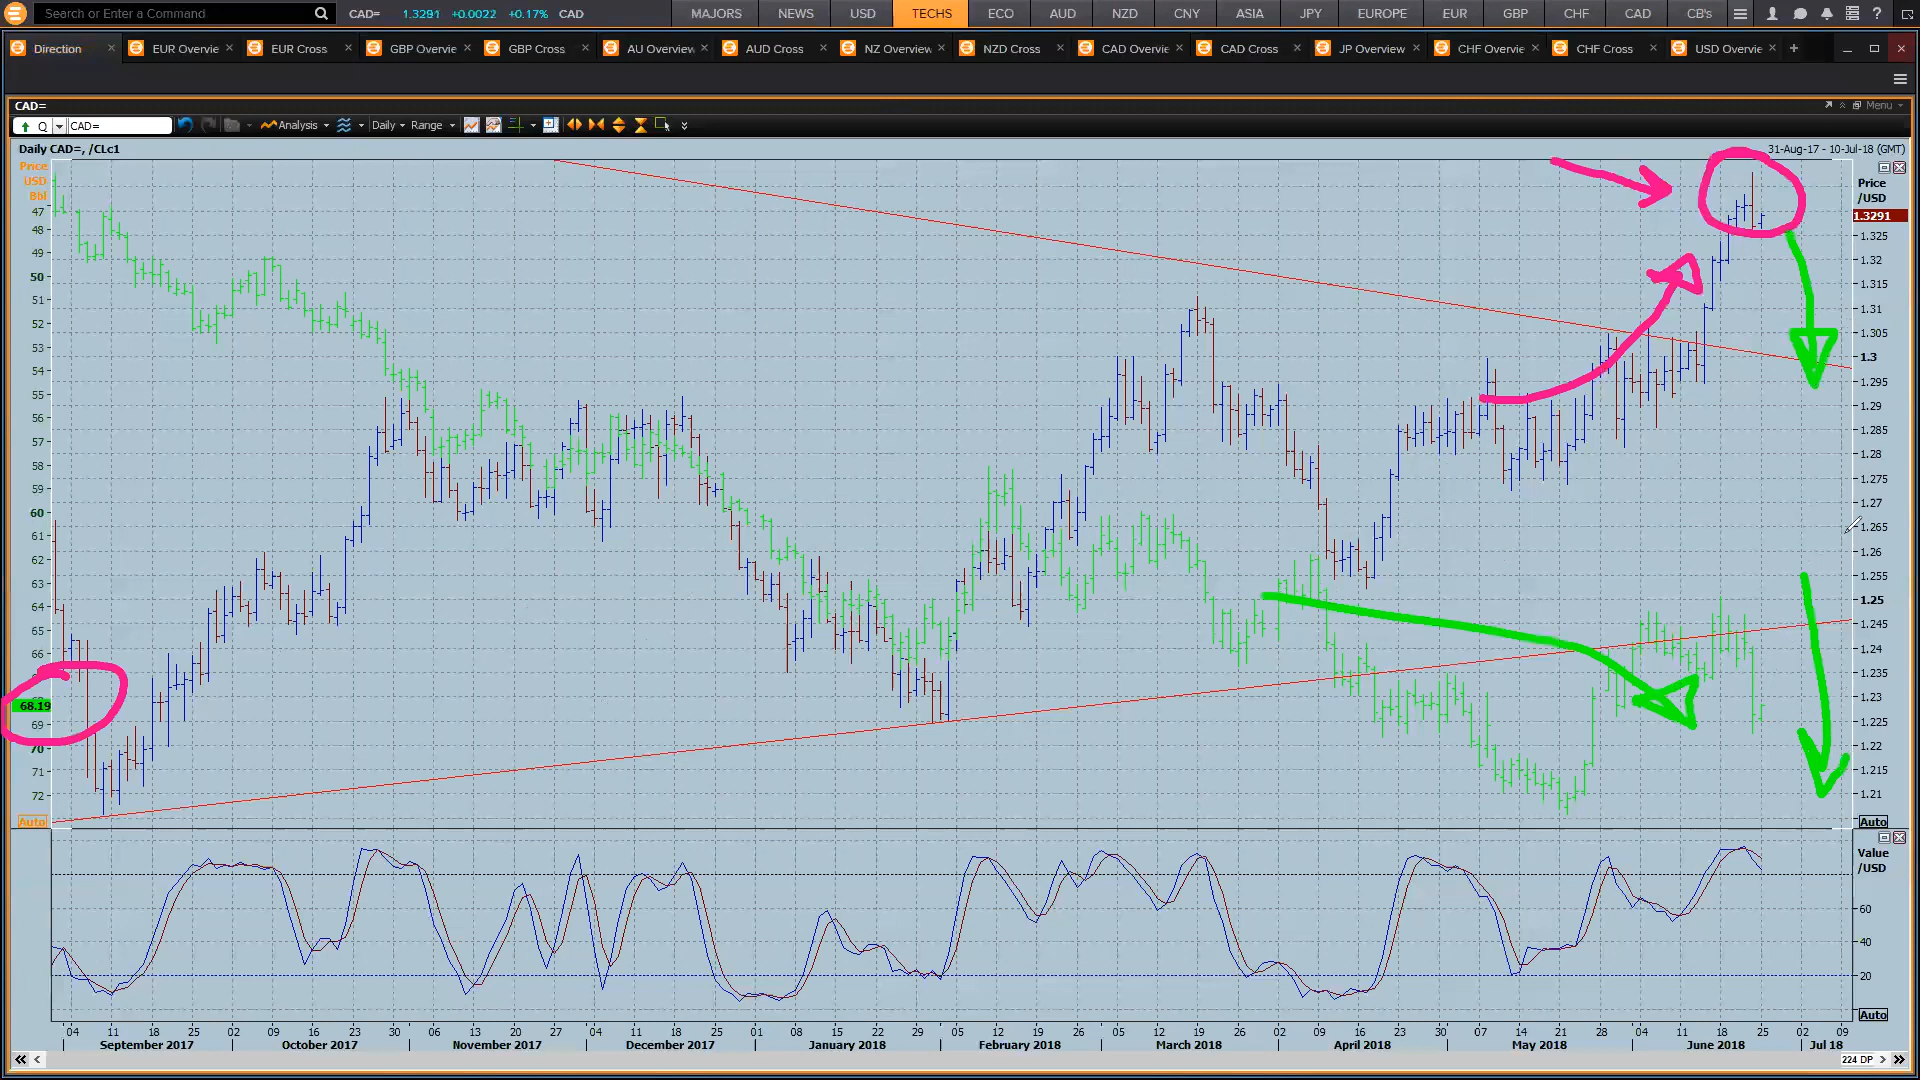 Search or Enter a Command CAD= 1.3291 +0.0022 +0.17% CAD MAJORS NEWS USD TECHS ECO AUD NZD CNY ASIA JPY EUROPE EUR GBP CHF CAD CB's ?
Direction EUR Overvie EUR Cross GBP Overvie GBP Cross AU Overview AUD Cross NZ Overview NZD Cross CAD Overvie CAD Cross JP Overview CHF Overvie CHF Cross USD Overvie +
CAD= Menu
Q CAD= Analysis Daily Range
Daily CAD=, /CLc1 31-Aug-17 - 10-Jul-18 (GMT)
Price
USD
Bbl
47
48
49
50
51
52
53
54
55
56
57
58
59
60
61
62
63
64
65
66
68.19
69
70
71
72
Auto
Price
/USD
1.3291
1.325
1.32
1.315
1.31
1.305
1.3
1.295
1.29
1.285
1.28
1.275
1.27
1.265
1.26
1.255
1.25
1.245
1.24
1.235
1.23
1.225
1.22
1.215
1.21
Auto
Value
/USD
60
40
20
Auto
04 11 18 25 02 09 16 23 30 06 13 20 27 04 11 18 25 01 08 15 22 29 05 12 19 26 05 12 19 26 02 09 16 23 30 07 14 21 28 04 11 18 25 02 09
September 2017 October 2017 November 2017 December 2017 January 2018 February 2018 March 2018 April 2018 May 2018 June 2018 Jul 18
224 DP